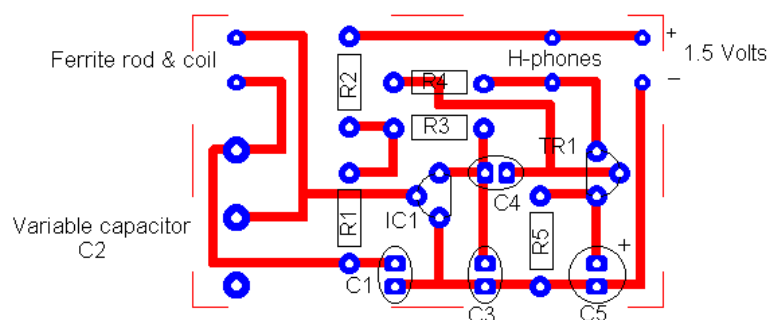 Ferrite rod & coil
H-phones
+
1.5 Volts
−
R2
R4
R3
TR1
Variable capacitor
C2
R1
IC1
C4
R5
+
C1
C3
C5